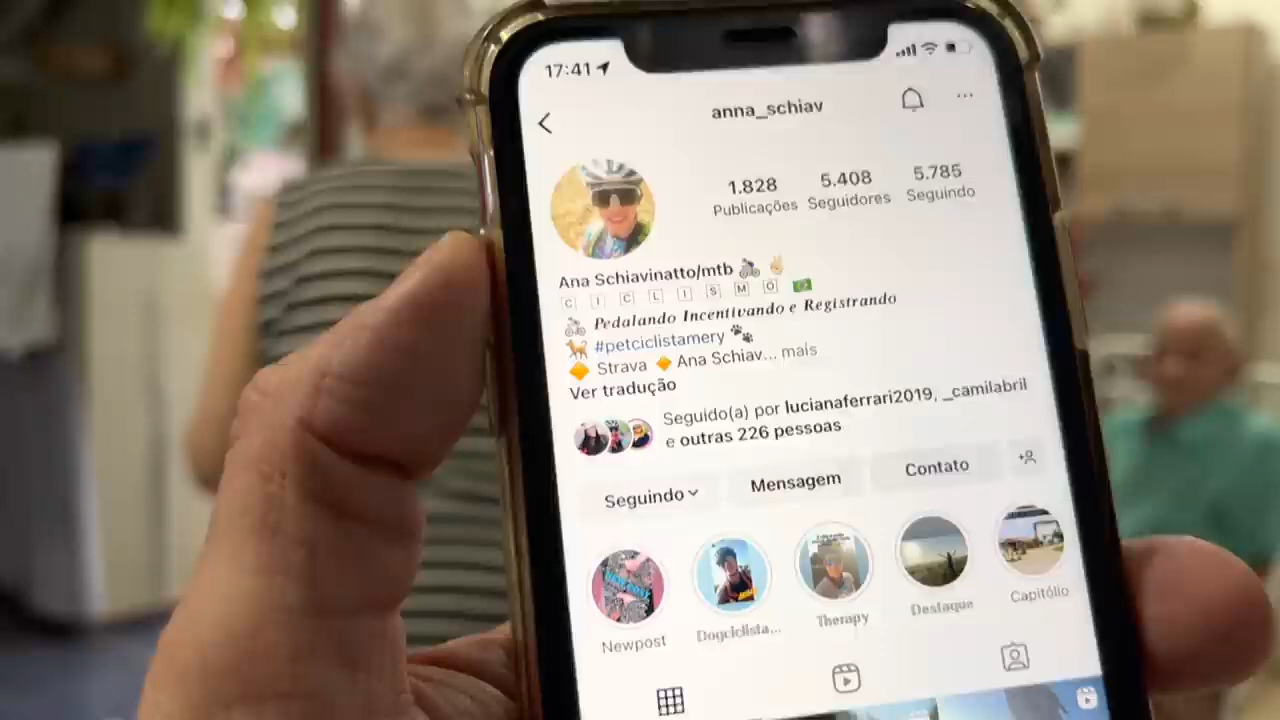 17:41
anna_schiav
1.828 5.408 5.785
Publicações Seguidores Seguindo
Ana Schiavinatto/mtb 🚵 ✌🏼
🄲 🄸 🄲 🄻 🄸 🅂 🄼 🄾 🇧🇷
🚵 Pedalando Incentivando e Registrando
🐕 #petciclistamery 🐾
🔶 Strava 🔶 Ana Schiav... mais
Ver tradução
Seguido(a) por lucianaferrari2019, _camilabril
e outras 226 pessoas
Seguindo Mensagem Contato
Newpost Dogciclista... Therapy Destaque Capitólio